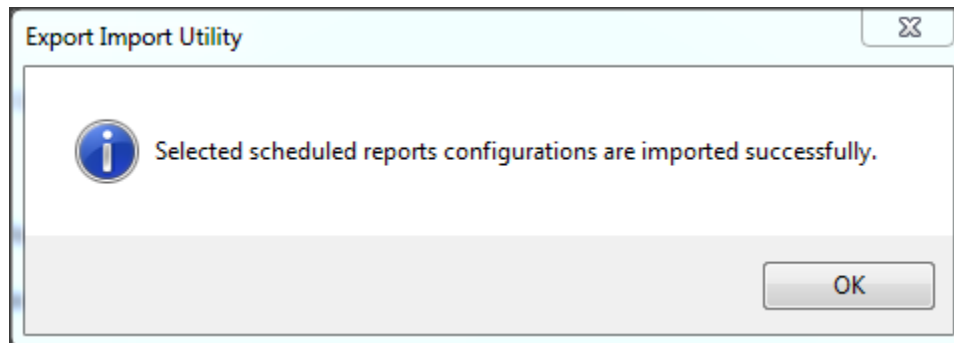 Export Import Utility
Selected scheduled reports configurations are imported successfully.
OK